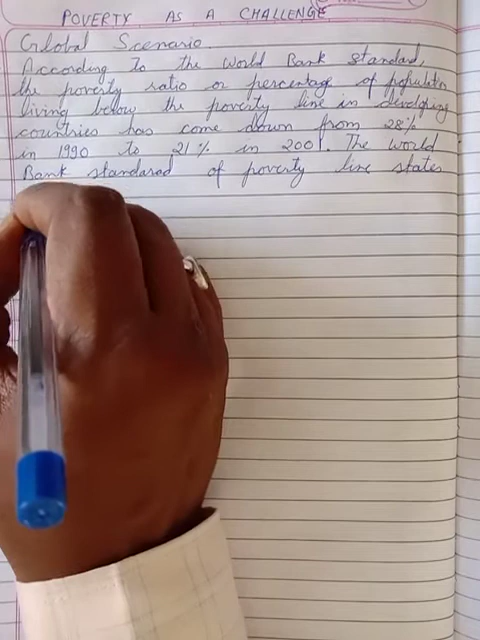 POVERTY AS A CHALLENGE
Global Scenario.
According to the World Bank standard,
the poverty ratio or percentage of population
living below the poverty line in developing
countries has come down from 28%
in 1990 to 21% in 2001. The World
Bank standarad of poverty line states